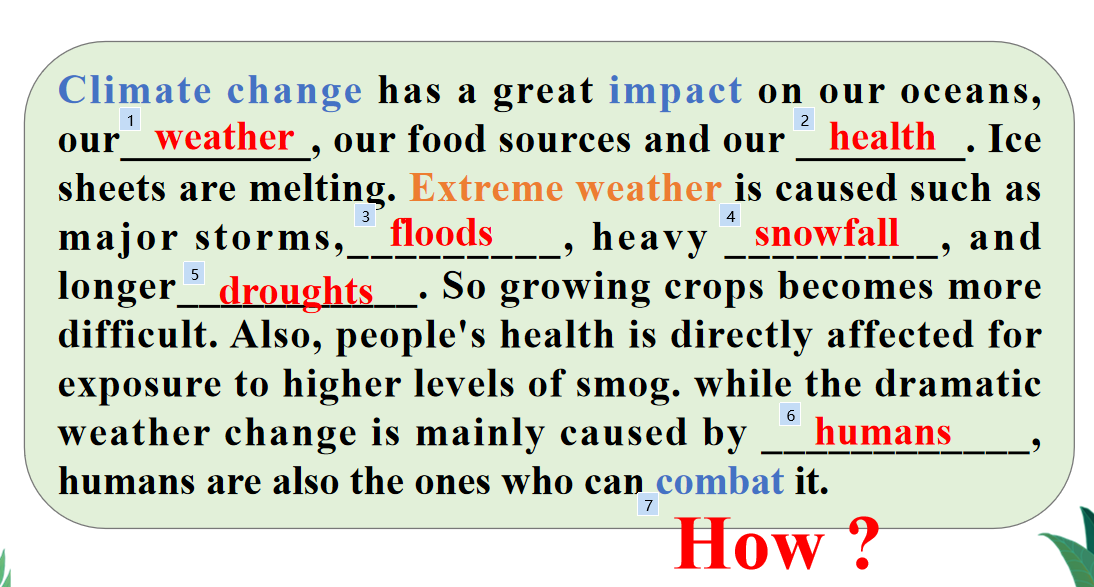 Climate change has a great impact on our oceans,
our 1 weather, our food sources and our 2 health. Ice
sheets are melting. Extreme weather is caused such as
major storms, 3 floods, heavy 4 snowfall, and
longer 5 droughts. So growing crops becomes more
difficult. Also, people's health is directly affected for
exposure to higher levels of smog. while the dramatic
weather change is mainly caused by 6 humans,
humans are also the ones who can combat it.
7 How ?